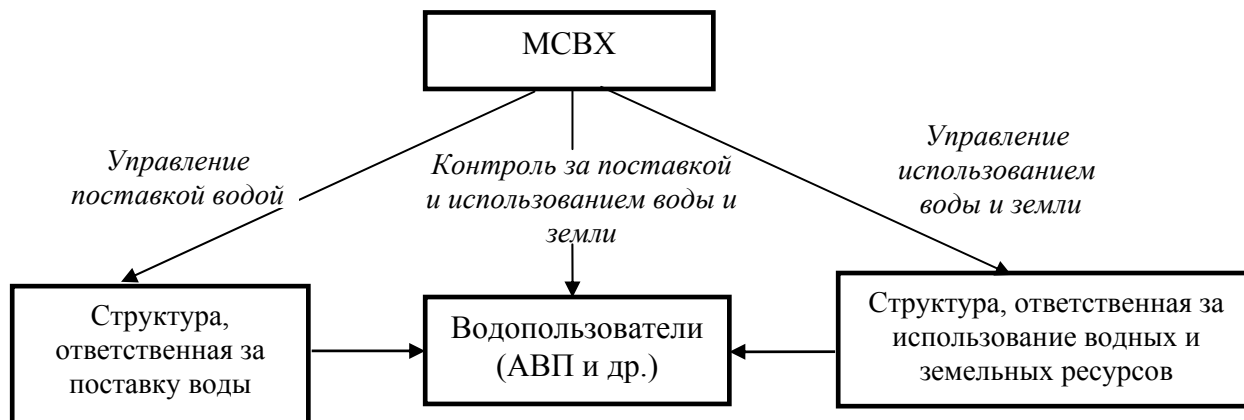 МСВХ
Управление
поставкой водой
Контроль за поставкой
и использованием воды и
земли
Управление
использованием
воды и земли
Структура,
ответственная за
поставку воды
Водопользователи
(АВП и др.)
Структура, ответственная за
использование водных и
земельных ресурсов